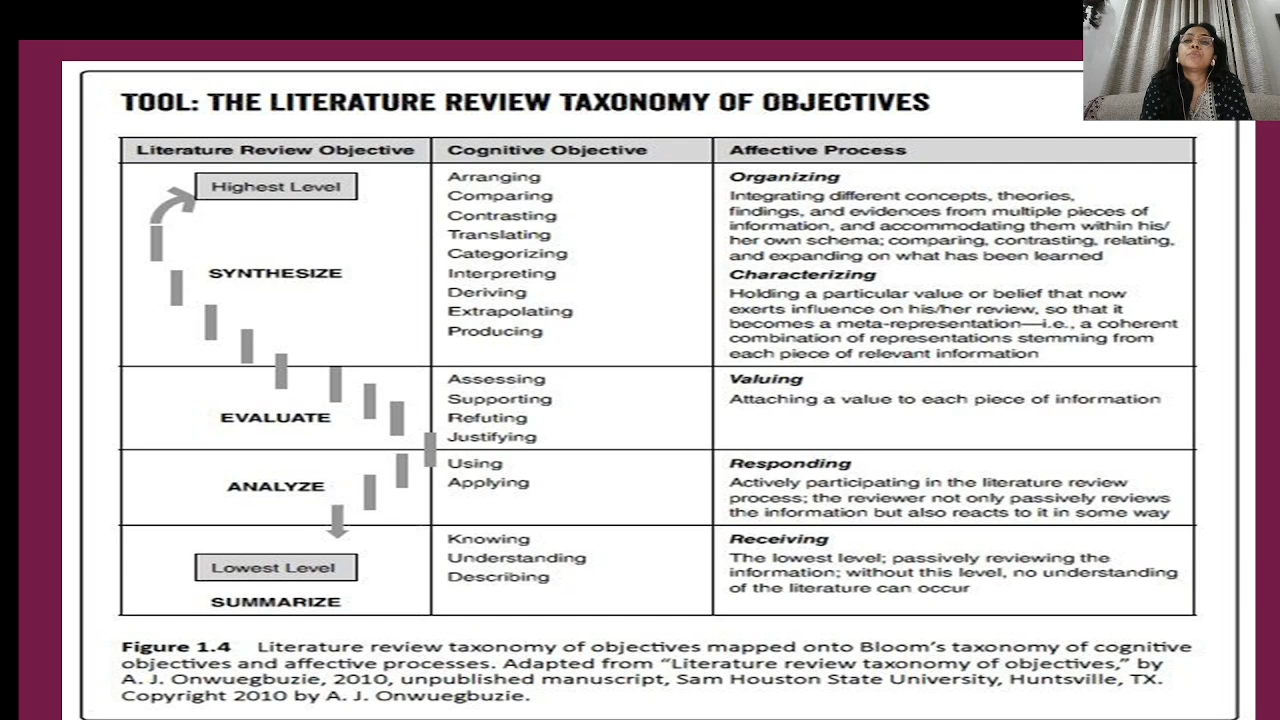 TOOL: THE LITERATURE REVIEW TAXONOMY OF OBJECTIVES
Literature Review Objective
Cognitive Objective
Affective Process
Highest Level
SYNTHESIZE
Arranging
Comparing
Contrasting
Translating
Categorizing
Interpreting
Deriving
Extrapolating
Producing
Organizing
Integrating different concepts, theories,
findings, and evidences from multiple pieces of
information, and accommodating them within his/
her own schema; comparing, contrasting, relating,
and expanding on what has been learned
Characterizing
Holding a particular value or belief that now
exerts influence on his/her review, so that it
becomes a meta-representation—i.e., a coherent
combination of representations stemming from
each piece of relevant information
EVALUATE
Assessing
Supporting
Refuting
Justifying
Valuing
Attaching a value to each piece of information
ANALYZE
Using
Applying
Responding
Actively participating in the literature review
process; the reviewer not only passively reviews
the information but also reacts to it in some way
Lowest Level
SUMMARIZE
Knowing
Understanding
Describing
Receiving
The lowest level; passively reviewing the
information; without this level, no understanding
of the literature can occur
Figure 1.4 Literature review taxonomy of objectives mapped onto Bloom's taxonomy of cognitive
objectives and affective processes. Adapted from "Literature review taxonomy of objectives," by
A. J. Onwuegbuzie, 2010, unpublished manuscript, Sam Houston State University, Huntsville, TX.
Copyright 2010 by A. J. Onwuegbuzie.